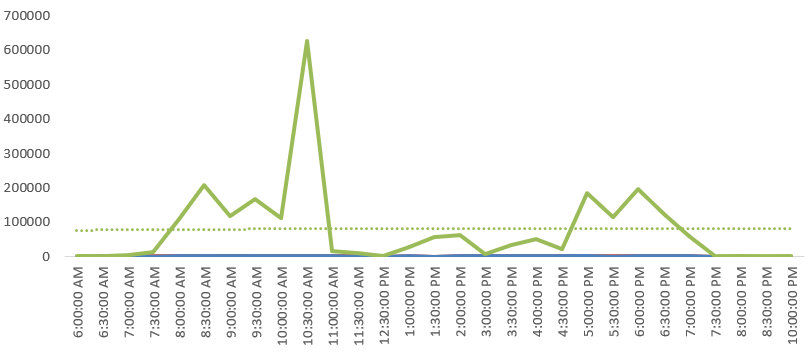 700000
600000
500000
400000
300000
200000
100000
0
6:00:00 AM
6:30:00 AM
7:00:00 AM
7:30:00 AM
8:00:00 AM
8:30:00 AM
9:00:00 AM
9:30:00 AM
10:00:00 AM
10:30:00 AM
11:00:00 AM
11:30:00 AM
12:30:00 PM
1:00:00 PM
1:30:00 PM
2:00:00 PM
3:00:00 PM
3:30:00 PM
4:00:00 PM
4:30:00 PM
5:00:00 PM
5:30:00 PM
6:00:00 PM
6:30:00 PM
7:00:00 PM
7:30:00 PM
8:00:00 PM
8:30:00 PM
10:00:00 PM